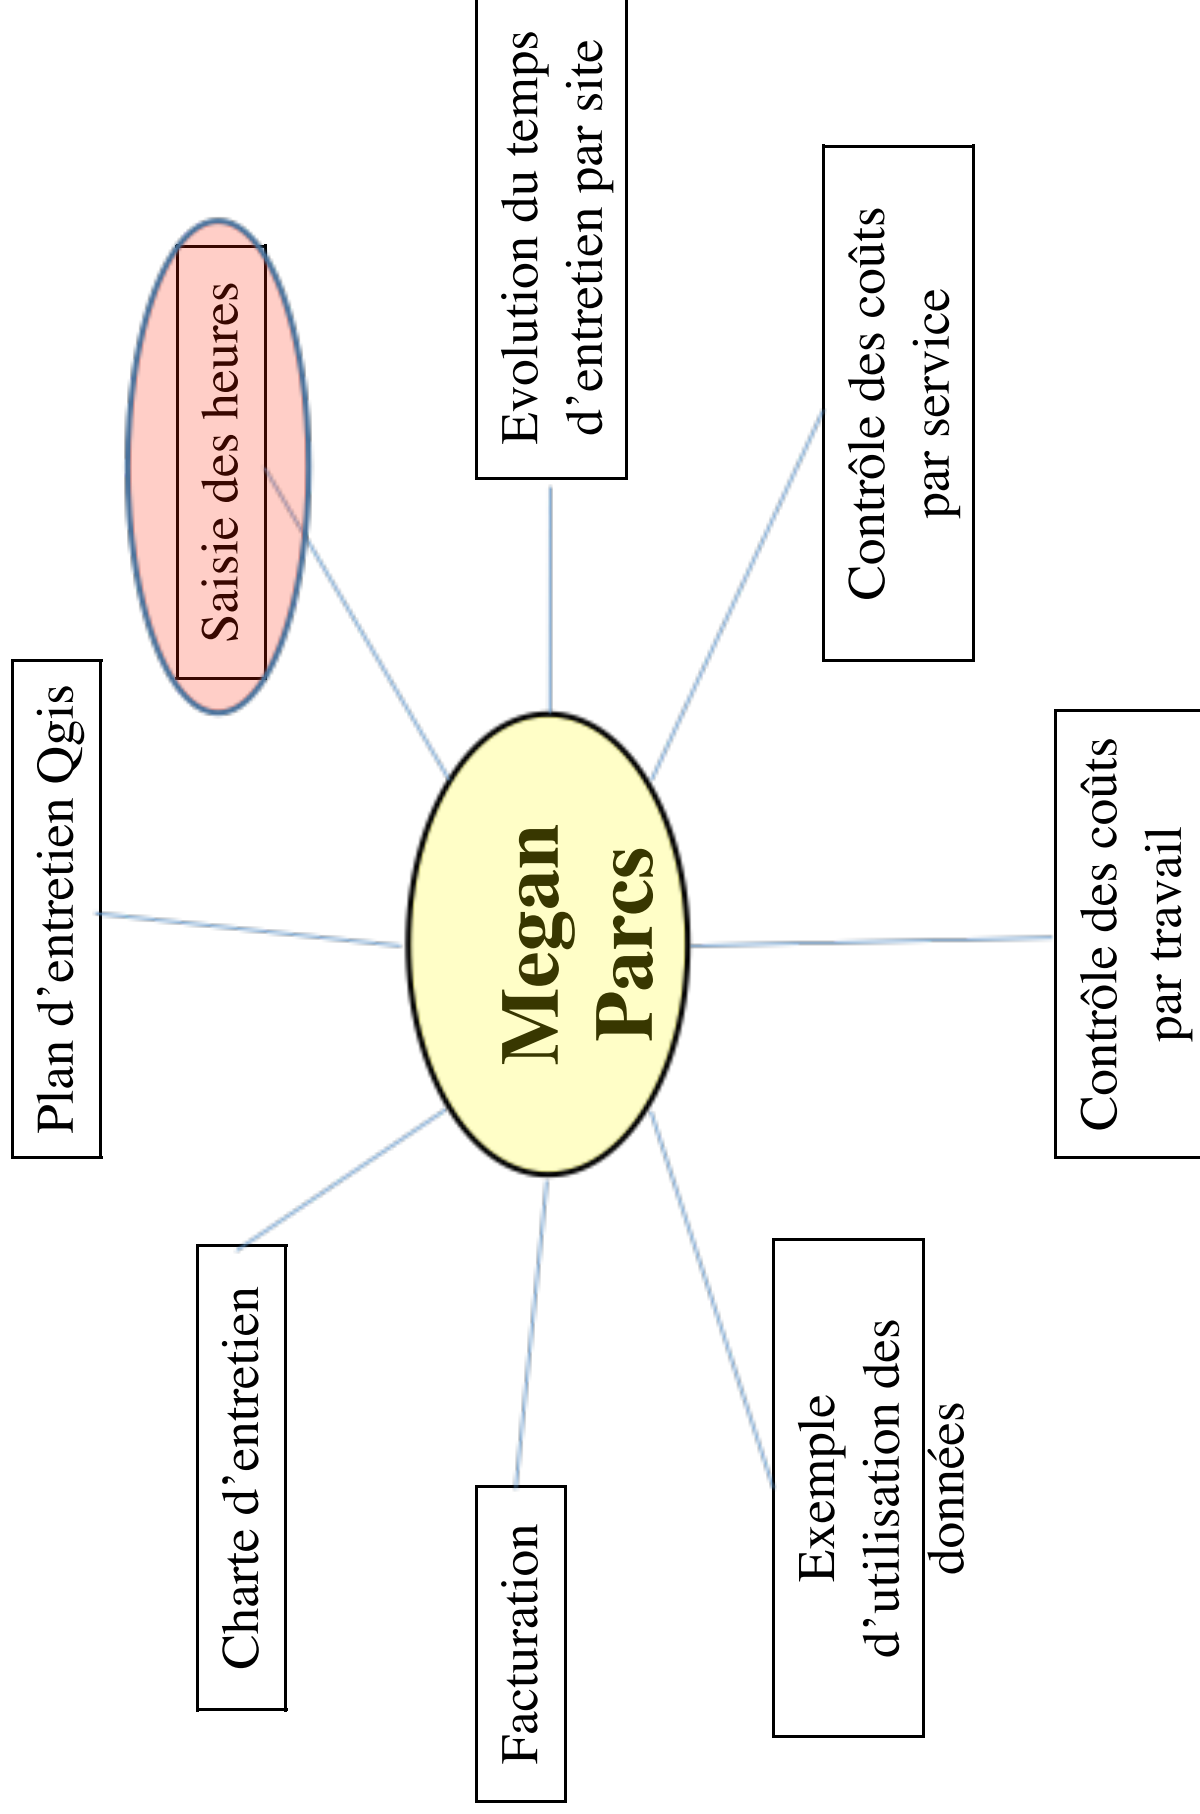 Plan d’entretien Qgis
Charte d’entretien
Saisie des heures
Facturation
Megan
Parcs
Evolution du temps
d’entretien par site
Exemple
d’utilisation des
données
Contrôle des coûts
par service
Contrôle des coûts
par travail